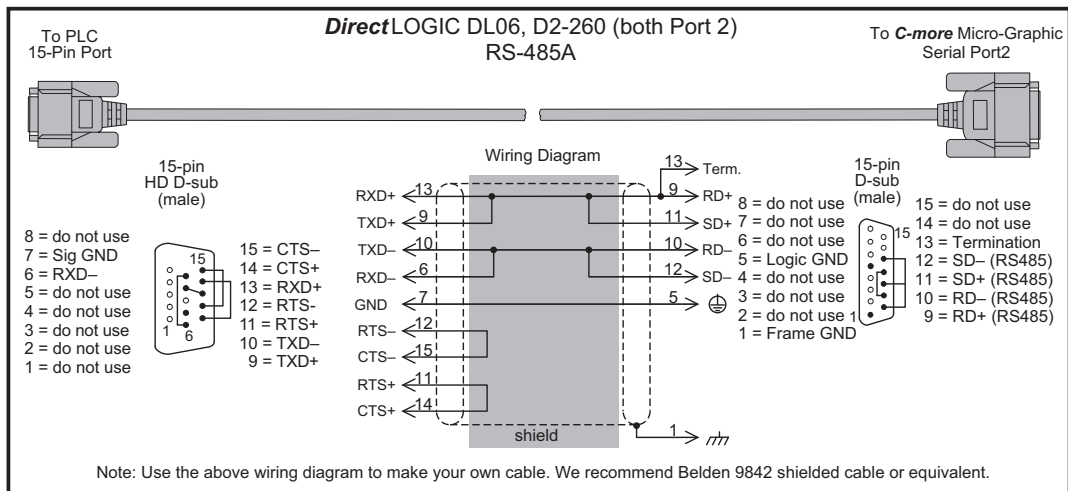 DirectLOGIC DL06, D2-260 (both Port 2)
RS-485A
To PLC
15-Pin Port
To C-more Micro-Graphic
Serial Port2
15-pin
HD D-sub
(male)
8 = do not use
7 = Sig GND
6 = RXD–
5 = do not use
4 = do not use
3 = do not use
2 = do not use
1 = do not use
15
1
6
15 = CTS–
14 = CTS+
13 = RXD+
12 = RTS-
11 = RTS+
10 = TXD–
9 = TXD+
Wiring Diagram
RXD+ 13
TXD+ 9
TXD– 10
RXD– 6
GND 7
RTS– 12
CTS– 15
RTS+ 11
CTS+ 14
13 Term.
9 RD+
11 SD+
10 RD–
12 SD–
5
1
shield
8 = do not use
7 = do not use
6 = do not use
5 = Logic GND
4 = do not use
3 = do not use
2 = do not use
1 = Frame GND
15-pin
D-sub
(male)
15
1
15 = do not use
14 = do not use
13 = Termination
12 = SD– (RS485)
11 = SD+ (RS485)
10 = RD– (RS485)
9 = RD+ (RS485)
Note: Use the above wiring diagram to make your own cable. We recommend Belden 9842 shielded cable or equivalent.